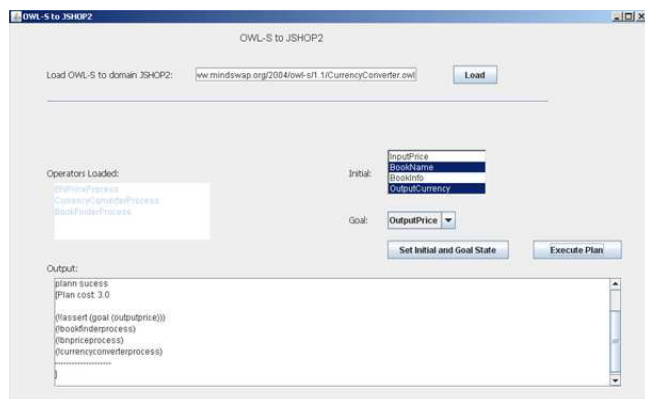 OWL-S to JSHOP2
OWL-S to JSHOP2
Load OWL-S to domain JSHOP2:
ww.mindswap.org/2004/owl-s/1.1/CurrencyConverter.owl
Load
Operators Loaded:
BNPriceProcess
CurrencyConverterProcess
BookFinderProcess
Initial:
InputPrice
BookName
BookInfo
OutputCurrency
Goal:
OutputPrice
Set Initial and Goal State
Execute Plan
Output:
plann sucess
[Plan cost: 3.0
(!!assert (goal (outputprice)))
(!bookfinderprocess)
(!bnpriceprocess)
(!currencyconverterprocess)
--------------------
]